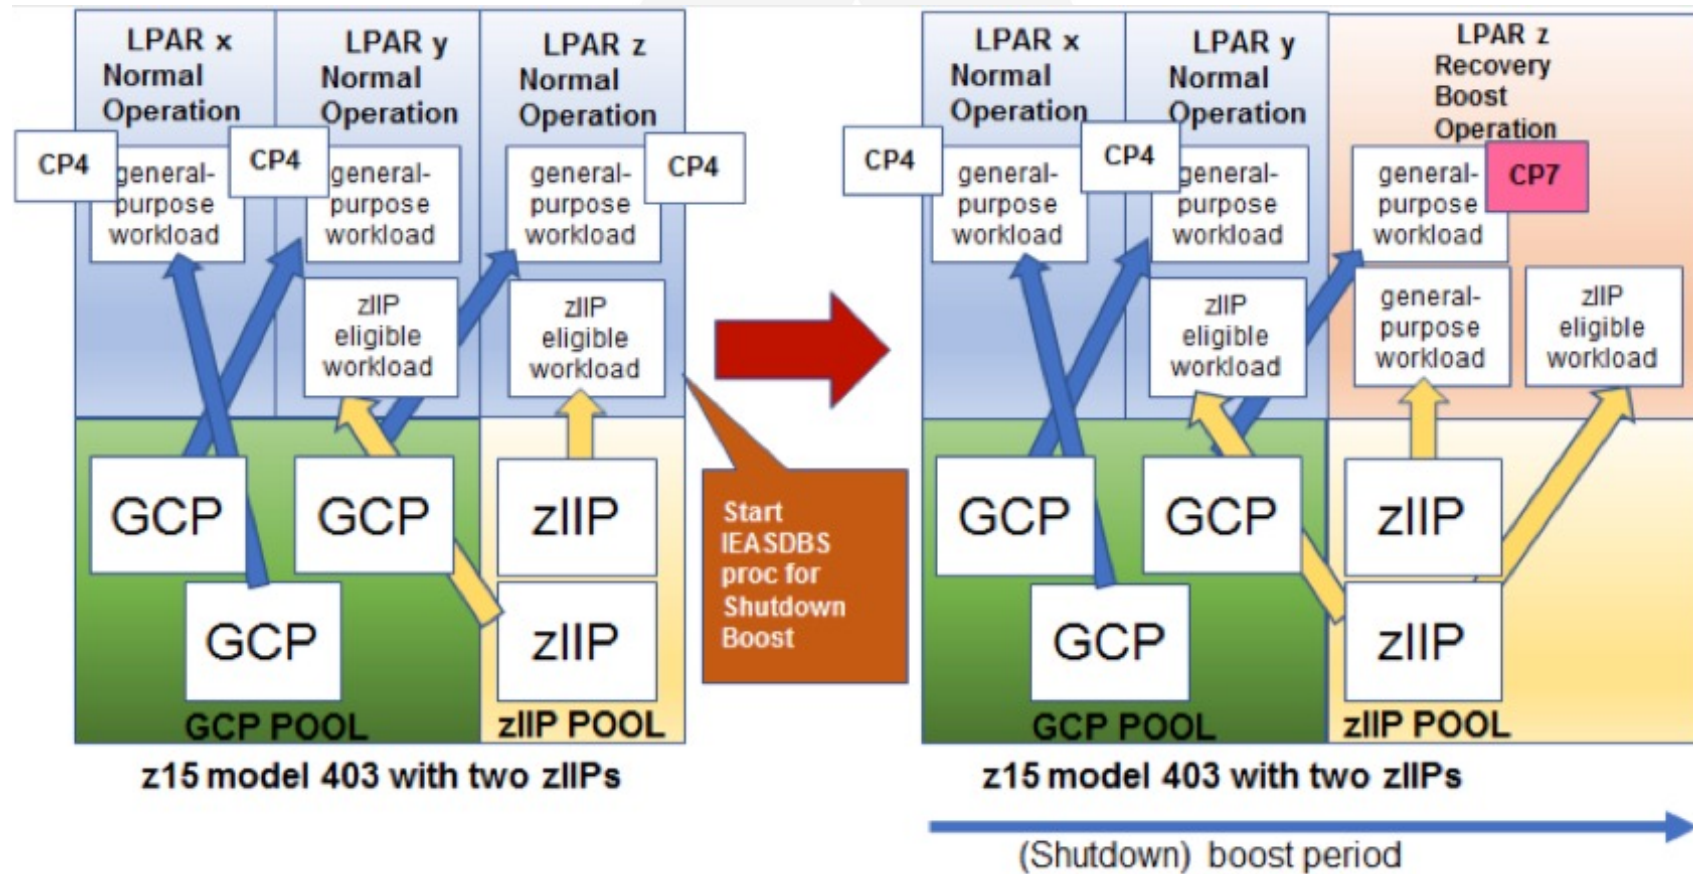 LPAR x
Normal
Operation
LPAR y
Normal
Operation
LPAR z
Normal
Operation
CP4
general-
purpose
workload
CP4
general-
purpose
workload
general-
purpose
workload
CP4
zIIP
eligible
workload
zIIP
eligible
workload
GCP
GCP
zIIP
GCP
zIIP
GCP POOL
zIIP POOL
z15 model 403 with two zIIPs
Start
IEASDBS
proc for
Shutdown
Boost
LPAR x
Normal
Operation
LPAR y
Normal
Operation
LPAR z
Recovery
Boost
Operation
CP4
general-
purpose
workload
CP4
general-
purpose
workload
general-
purpose
workload
CP7
zIIP
eligible
workload
general-
purpose
workload
zIIP
eligible
workload
GCP
GCP
zIIP
GCP
zIIP
GCP POOL
zIIP POOL
z15 model 403 with two zIIPs
(Shutdown) boost period